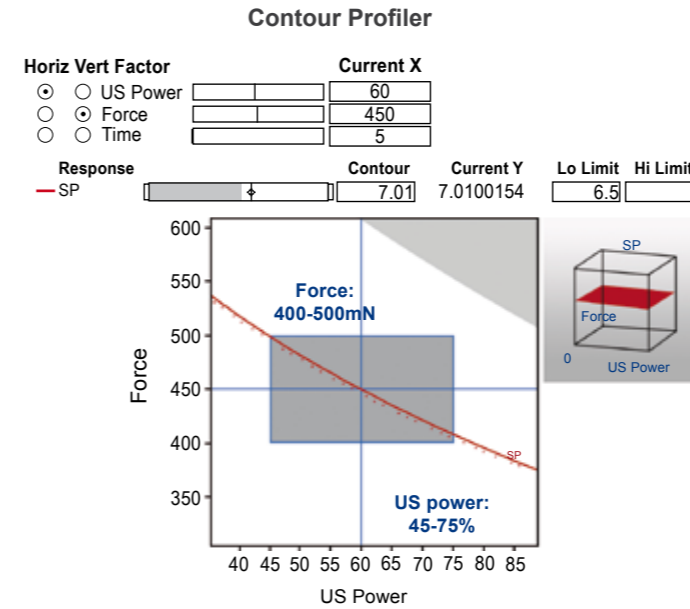 Contour Profiler
Horiz Vert Factor Current X
US Power 60
Force 450
Time 5
Response Contour Current Y Lo Limit Hi Limit
SP 7.01 7.0100154 6.5
600
550
500
450
400
350
Force
Force:
400-500mN
SP
US power:
45-75%
40 45 50 55 60 65 70 75 80 85
US Power
SP
Force
0
US Power